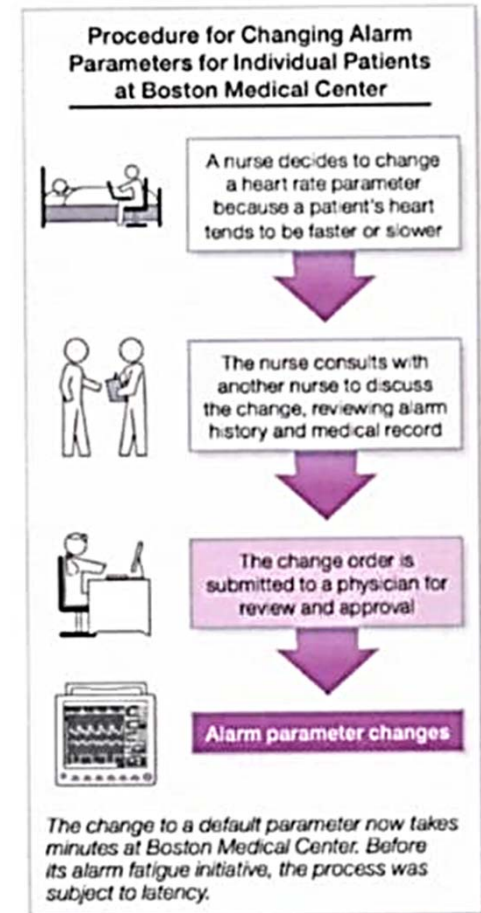 Procedure for Changing Alarm
Parameters for Individual Patients
at Boston Medical Center
A nurse decides to change
a heart rate parameter
because a patient's heart
tends to be faster or slower
The nurse consults with
another nurse to discuss
the change, reviewing alarm
history and medical record
The change order is
submitted to a physician for
review and approval
Alarm parameter changes
The change to a default parameter now takes
minutes at Boston Medical Center. Before
its alarm fatigue initiative, the process was
subject to latency.